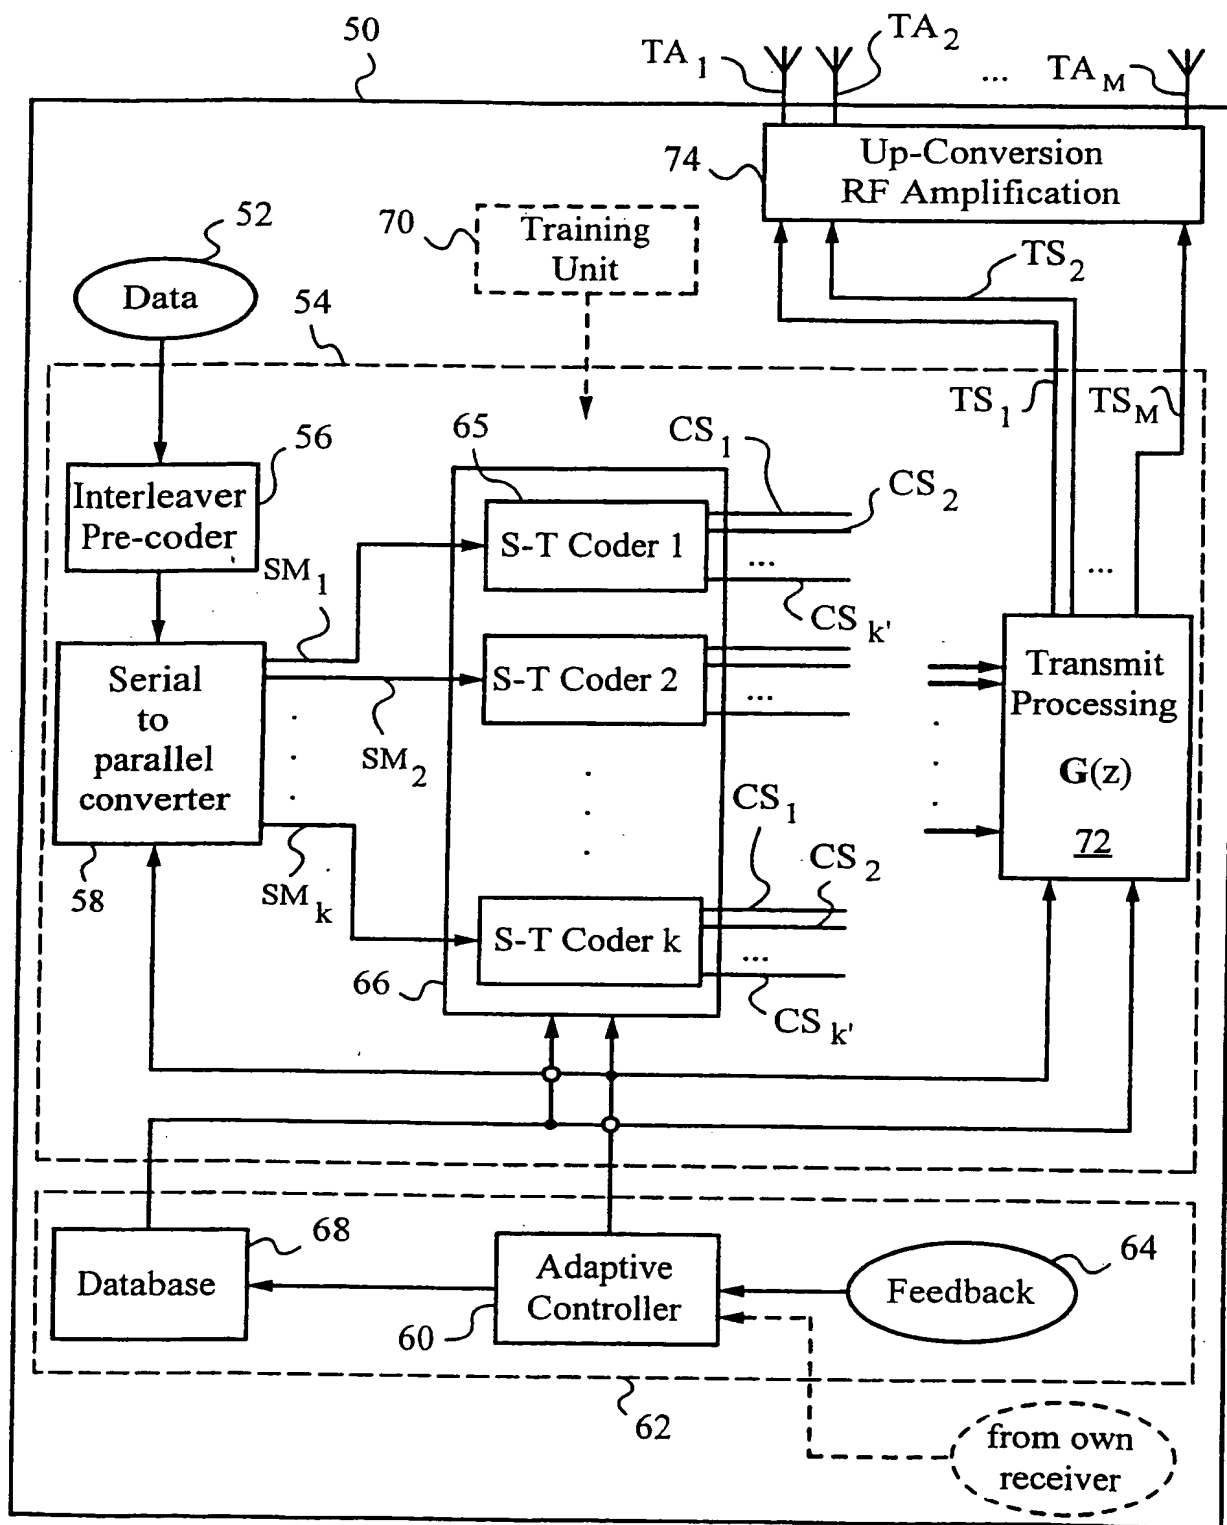 50
TA1
TA2
...
TAM
74
Up-Conversion
RF Amplification
52
70
Training
Unit
Data
TS2
54
TS1
TSM
56
65
CS1
CS2
Interleaver
Pre-coder
S-T Coder 1
...
...
SM1
CSk'
Serial
to
parallel
converter
S-T Coder 2
...
SM2
Transmit
Processing
G(z)
72
CS1
CS2
58
SMk
S-T Coder k
...
66
CSk'
68
Database
Adaptive
Controller
60
Feedback
64
62
from own
receiver